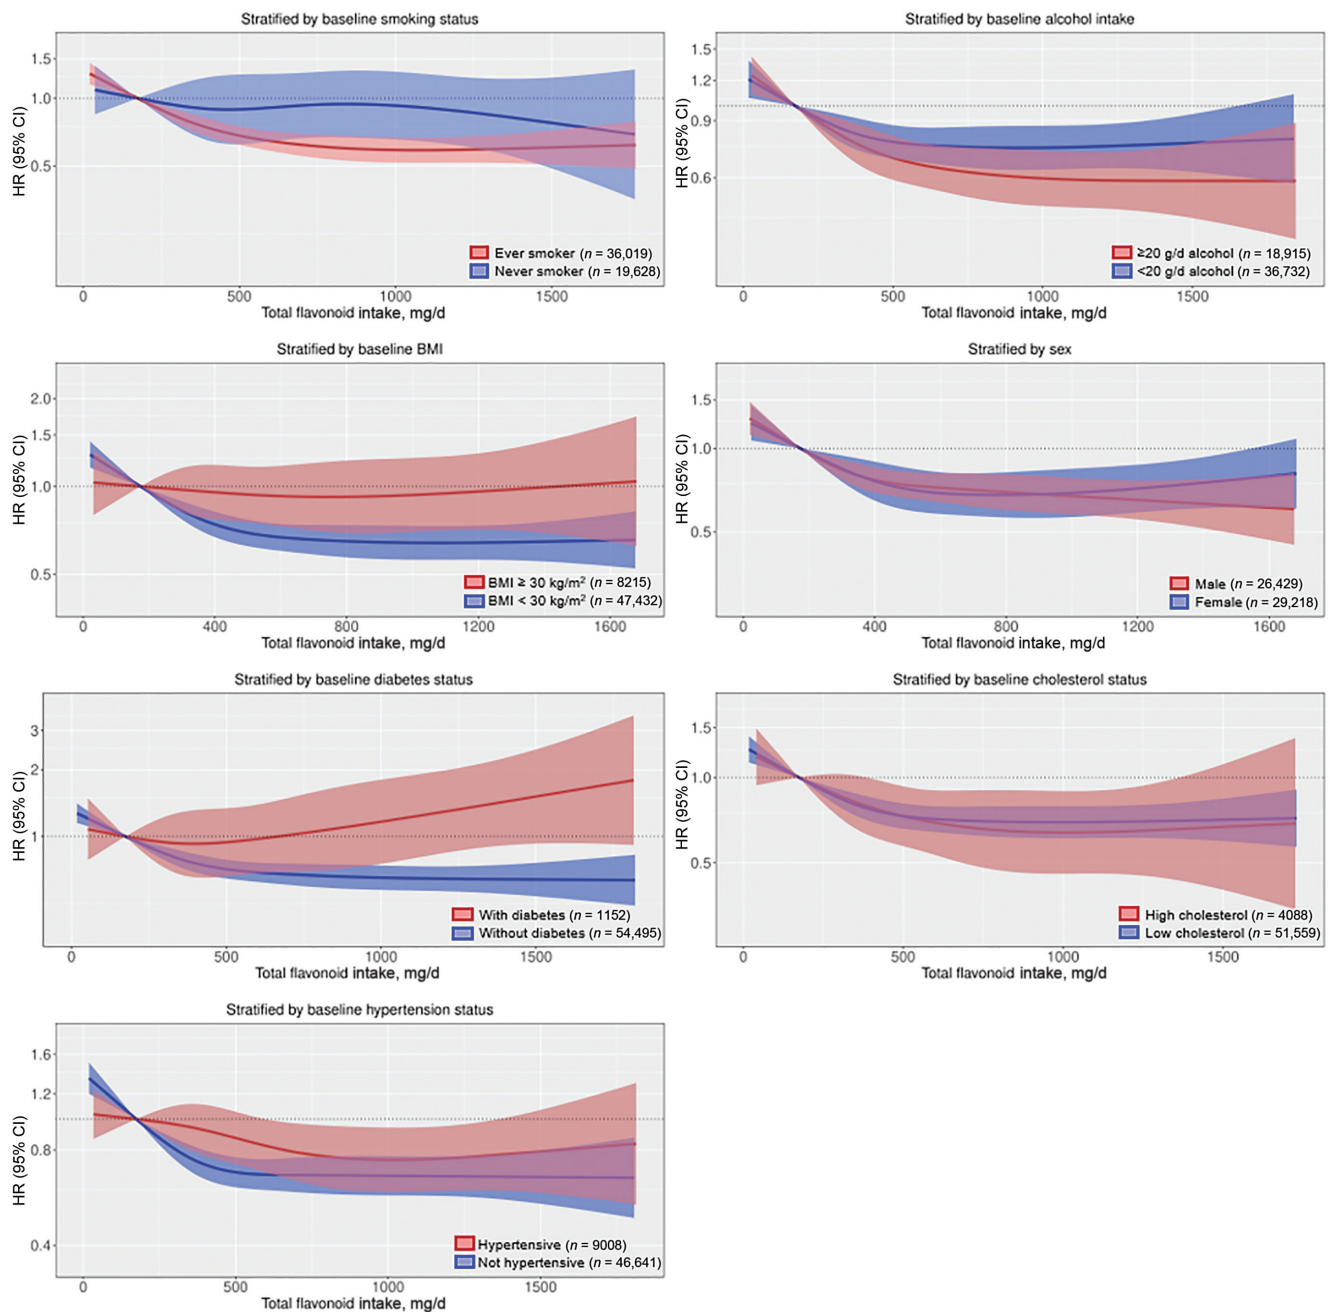 Stratified by baseline smoking status
HR (95% CI)
1.5
1.0
0.5
Ever smoker (n = 36,019)
Never smoker (n = 19,628)
0 500 1000 1500
Total flavonoid intake, mg/d
Stratified by baseline alcohol intake
HR (95% CI)
1.5
1.2
0.9
0.6
≥20 g/d alcohol (n = 18,915)
<20 g/d alcohol (n = 36,732)
0 500 1000 1500
Total flavonoid intake, mg/d
Stratified by baseline BMI
HR (95% CI)
2.0
1.5
1.0
0.5
BMI ≥ 30 kg/m² (n = 8215)
BMI < 30 kg/m² (n = 47,432)
0 400 800 1200 1600
Total flavonoid intake, mg/d
Stratified by sex
HR (95% CI)
1.5
1.0
0.5
Male (n = 26,429)
Female (n = 29,218)
0 400 800 1200 1600
Total flavonoid intake, mg/d
Stratified by baseline diabetes status
HR (95% CI)
3
2
1
With diabetes (n = 1152)
Without diabetes (n = 54,495)
0 500 1000 1500
Total flavonoid intake, mg/d
Stratified by baseline cholesterol status
HR (95% CI)
1.5
1.0
0.5
High cholesterol (n = 4088)
Low cholesterol (n = 51,559)
0 500 1000 1500
Total flavonoid intake, mg/d
Stratified by baseline hypertension status
HR (95% CI)
1.6
1.2
0.8
0.4
Hypertensive (n = 9008)
Not hypertensive (n = 46,641)
0 500 1000 1500
Total flavonoid intake, mg/d